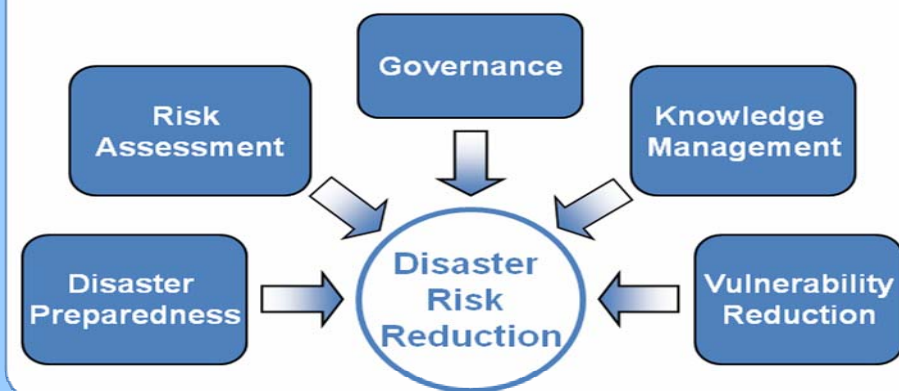 Governance
Risk
Assessment
Knowledge
Management
Disaster
Preparedness
Disaster
Risk
Reduction
Vulnerability
Reduction